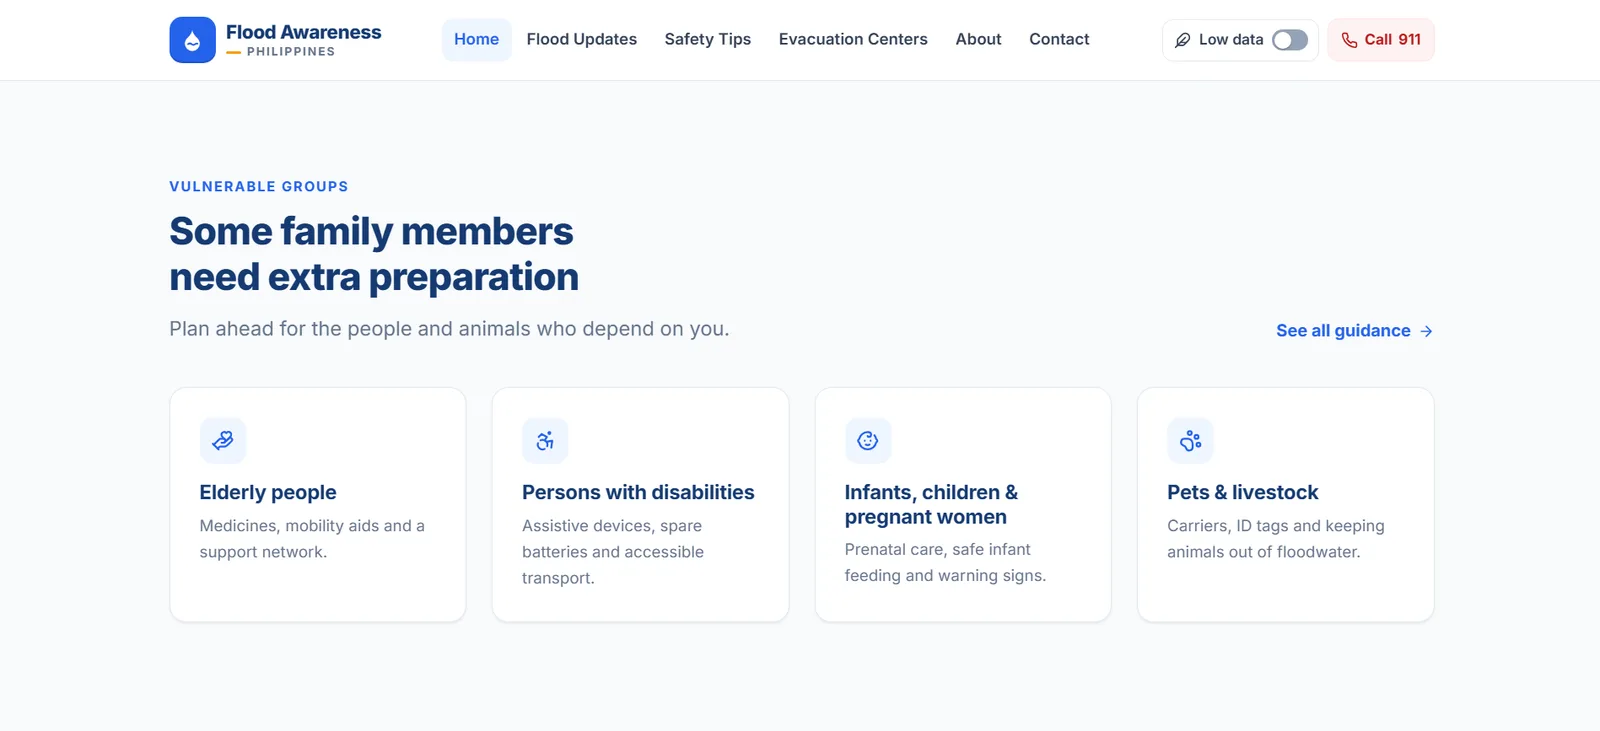 Flood Awareness
PHILIPPINES
Home
Flood Updates
Safety Tips
Evacuation Centers
About
Contact
Low data
Call 911
VULNERABLE GROUPS
Some family members
need extra preparation
Plan ahead for the people and animals who depend on you.
See all guidance →
Elderly people
Medicines, mobility aids and a
support network.
Persons with disabilities
Assistive devices, spare
batteries and accessible
transport.
Infants, children &
pregnant women
Prenatal care, safe infant
feeding and warning signs.
Pets & livestock
Carriers, ID tags and keeping
animals out of floodwater.